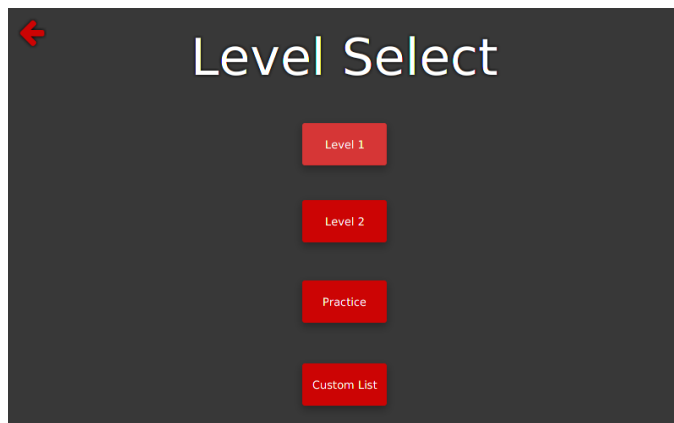 Level Select
Level 1
Level 2
Practice
Custom List